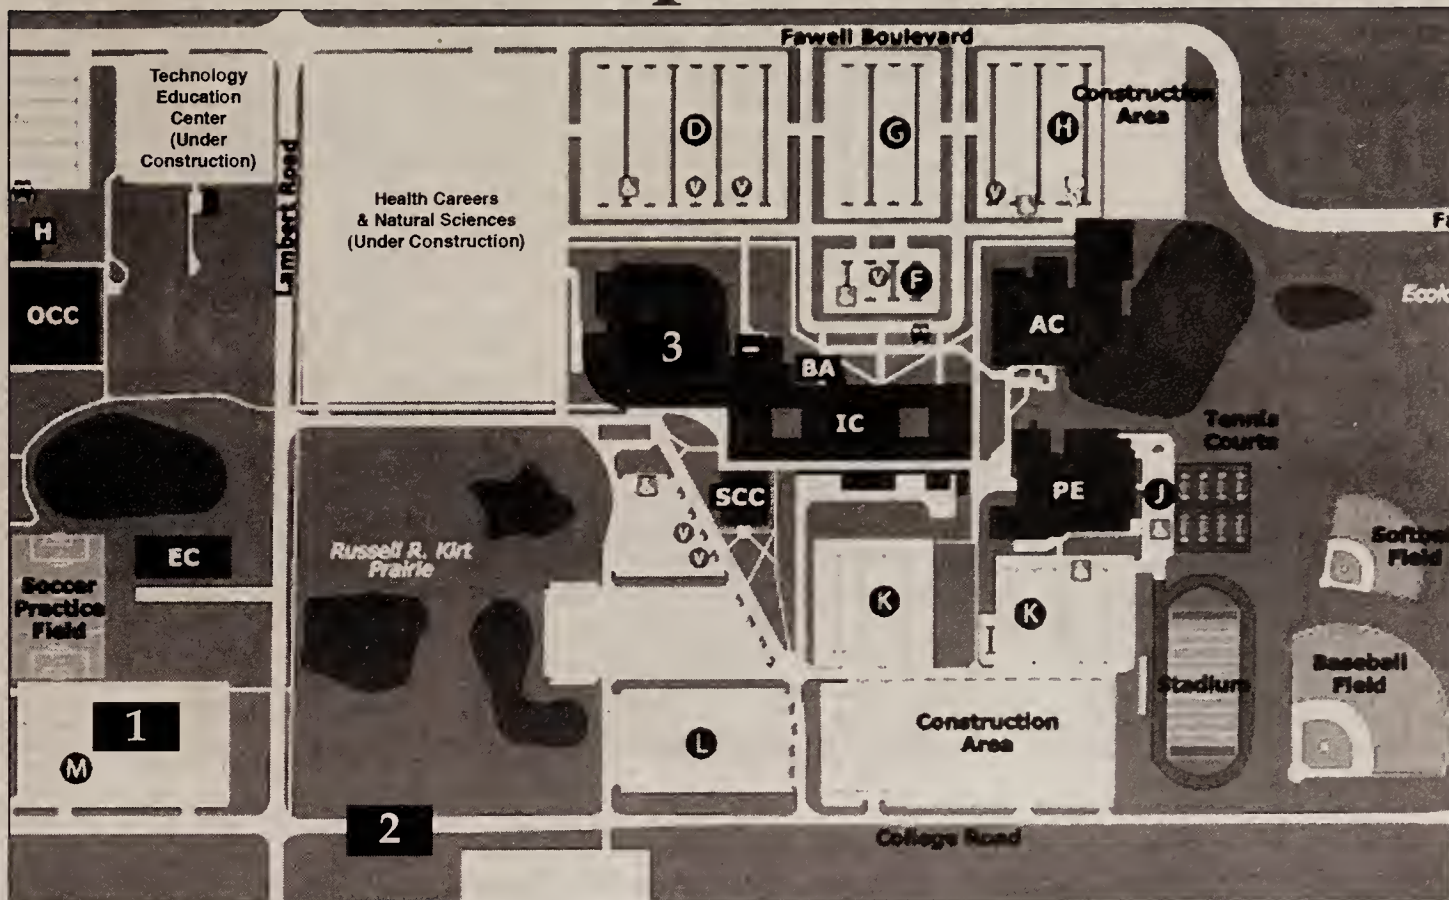 Fawell Boulevard
Technology
Education
Center
(Under
Construction)
Lambert Road
Health Careers
& Natural Sciences
(Under Construction)
D
V
V
G
H
V
Construction
Area
H
OCC
F
V
3
BA
IC
AC
Tennis
Courts
SCC
V
V
PE
J
EC
Soccer
Practice
Field
Russell R. Kirt
Prairie
K
K
Field
Stadium
Baseball
Field
1
M
L
Construction
Area
2
College Road